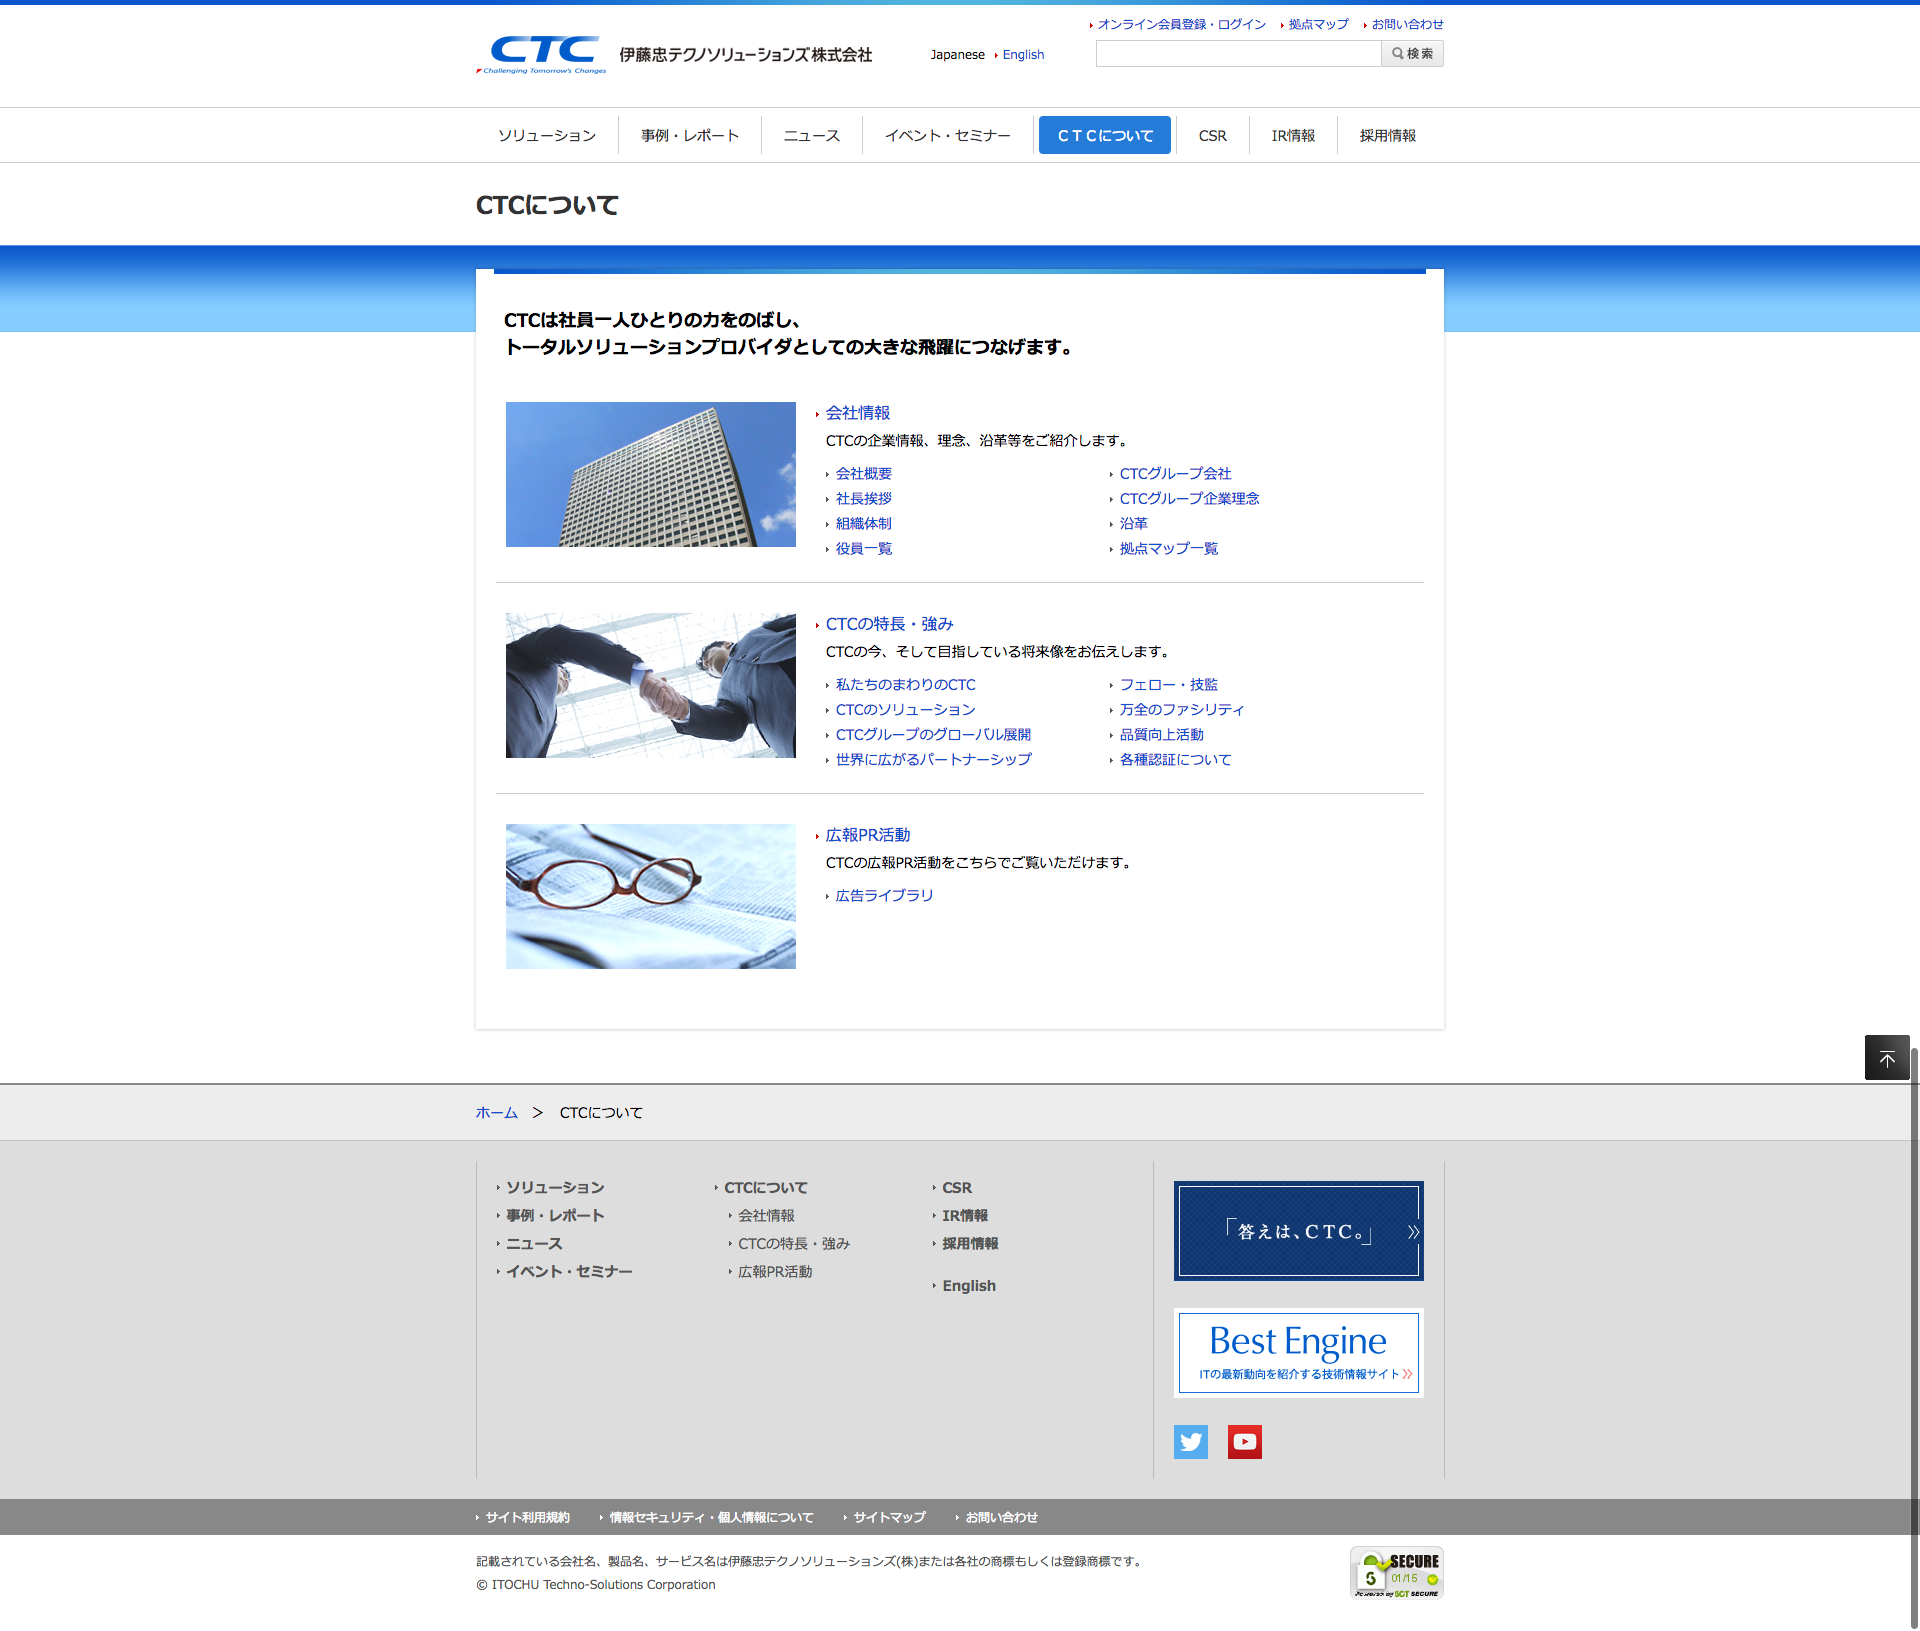 オンライン会員登録・ログイン 拠点マップ お問い合わせ
CTC
Challenging Tomorrow's Changes
伊藤忠テクノソリューションズ株式会社
Japanese English
検索
ソリューション 事例・レポート ニュース イベント・セミナー CTCについて CSR IR情報 採用情報
CTCについて
CTCは社員一人ひとりの力をのばし、
トータルソリューションプロバイダとしての大きな飛躍につなげます。
会社情報
CTCの企業情報、理念、沿革等をご紹介します。
会社概要 CTCグループ会社
社長挨拶 CTCグループ企業理念
組織体制 沿革
役員一覧 拠点マップ一覧
CTCの特長・強み
CTCの今、そして目指している将来像をお伝えします。
私たちのまわりのCTC フェロー・技監
CTCのソリューション 万全のファシリティ
CTCグループのグローバル展開 品質向上活動
世界に広がるパートナーシップ 各種認証について
広報PR活動
CTCの広報PR活動をこちらでご覧いただけます。
広告ライブラリ
ホーム > CTCについて
ソリューション CTCについて CSR
事例・レポート 会社情報 IR情報
ニュース CTCの特長・強み 採用情報
イベント・セミナー 広報PR活動
English
「答えは、CTC。」
Best Engine
ITの最新動向を紹介する技術情報サイト
サイト利用規約 情報セキュリティ・個人情報について サイトマップ お問い合わせ
記載されている会社名、製品名、サービス名は伊藤忠テクノソリューションズ(株)または各社の商標もしくは登録商標です。
© ITOCHU Techno-Solutions Corporation
SECURE
01/15
Powered by SGT SECURE